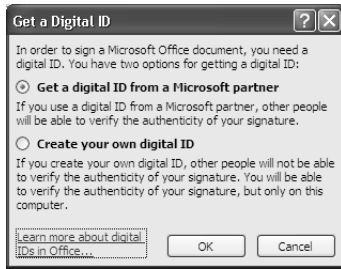 Get a Digital ID
In order to sign a Microsoft Office document, you need a
digital ID. You have two options for getting a digital ID:
Get a digital ID from a Microsoft partner
If you use a digital ID from a Microsoft partner, other people
will be able to verify the authenticity of your signature.
Create your own digital ID
If you create your own digital ID, other people will not be able
to verify the authenticity of your signature. You will be able
to verify the authenticity of your signature, but only on this
computer.
Learn more about digital
IDs in Office...
OK
Cancel